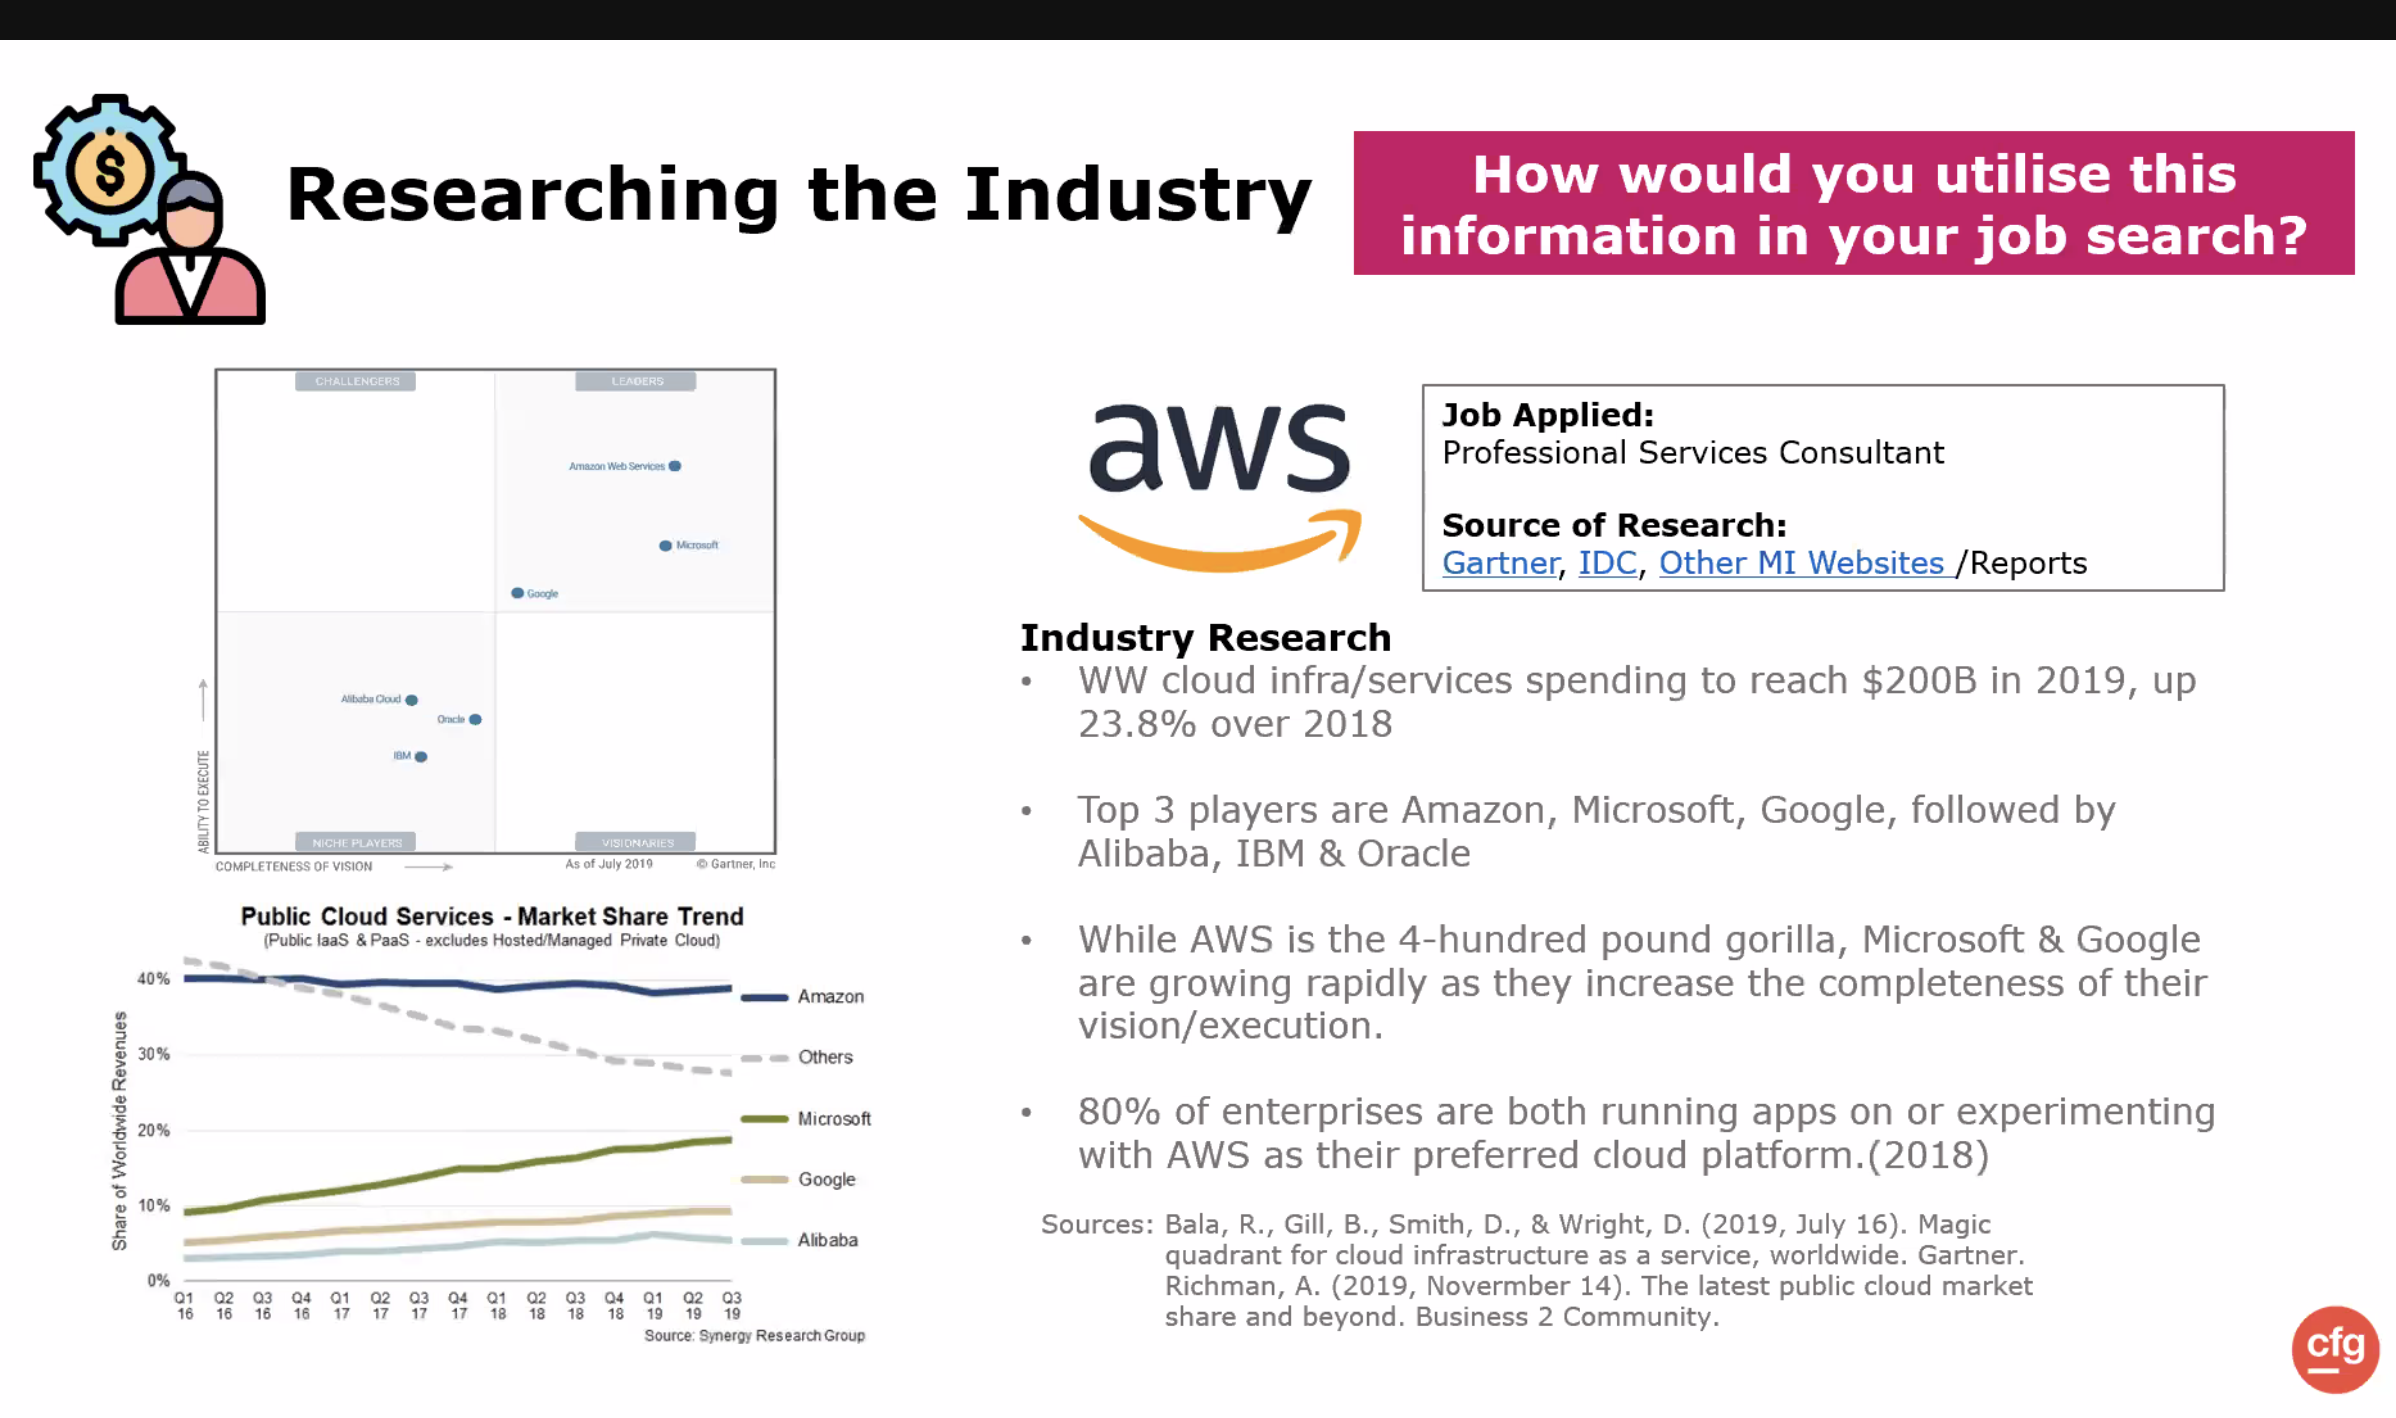 Researching the Industry
How would you utilise this
information in your job search?
CHALLENGERS
LEADERS
Amazon Web Services
Microsoft
Google
Alibaba Cloud
Oracle
IBM
NICHE PLAYERS
VISIONARIES
ABILITY TO EXECUTE
COMPLETENESS OF VISION
As of July 2019
© Gartner, Inc
Public Cloud Services - Market Share Trend
(Public IaaS & PaaS - excludes Hosted/Managed Private Cloud)
Share of Worldwide Revenues
40%
30%
20%
10%
0%
Amazon
Others
Microsoft
Google
Alibaba
Q1 Q2 Q3 Q4 Q1 Q2 Q3 Q4 Q1 Q2 Q3 Q4 Q1 Q2 Q3
16 16 16 16 17 17 17 17 18 18 18 18 19 19 19
Source: Synergy Research Group
aws
Job Applied:
Professional Services Consultant
Source of Research:
Gartner, IDC, Other MI Websites /Reports
Industry Research
• WW cloud infra/services spending to reach $200B in 2019, up
23.8% over 2018
• Top 3 players are Amazon, Microsoft, Google, followed by
Alibaba, IBM & Oracle
• While AWS is the 4-hundred pound gorilla, Microsoft & Google
are growing rapidly as they increase the completeness of their
vision/execution.
• 80% of enterprises are both running apps on or experimenting
with AWS as their preferred cloud platform.(2018)
Sources: Bala, R., Gill, B., Smith, D., & Wright, D. (2019, July 16). Magic
quadrant for cloud infrastructure as a service, worldwide. Gartner.
Richman, A. (2019, Novermber 14). The latest public cloud market
share and beyond. Business 2 Community.
cfg